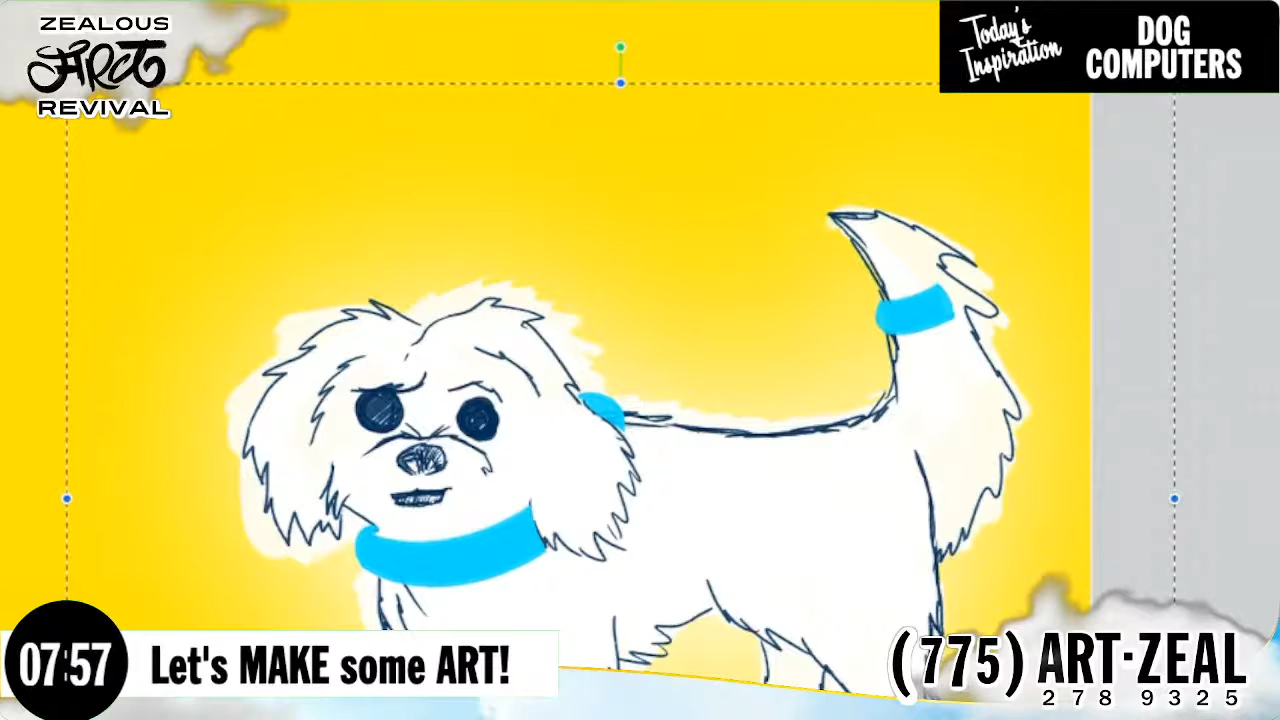 ZEALOUS
ART
REVIVAL
Today's
Inspiration
DOG
COMPUTERS
07:57
Let's MAKE some ART!
(775) ART-ZEAL
278 9325